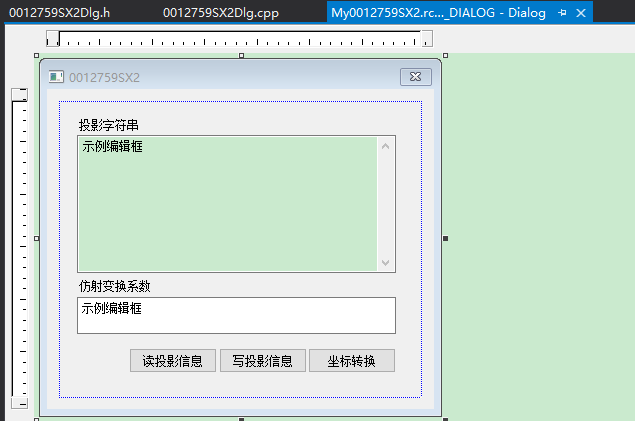 0012759SX2Dlg.h 0012759SX2Dlg.cpp My0012759SX2.rc..._DIALOG - Dialog
0012759SX2
投影字符串
示例编辑框
仿射变换系数
示例编辑框
读投影信息 写投影信息 坐标转换